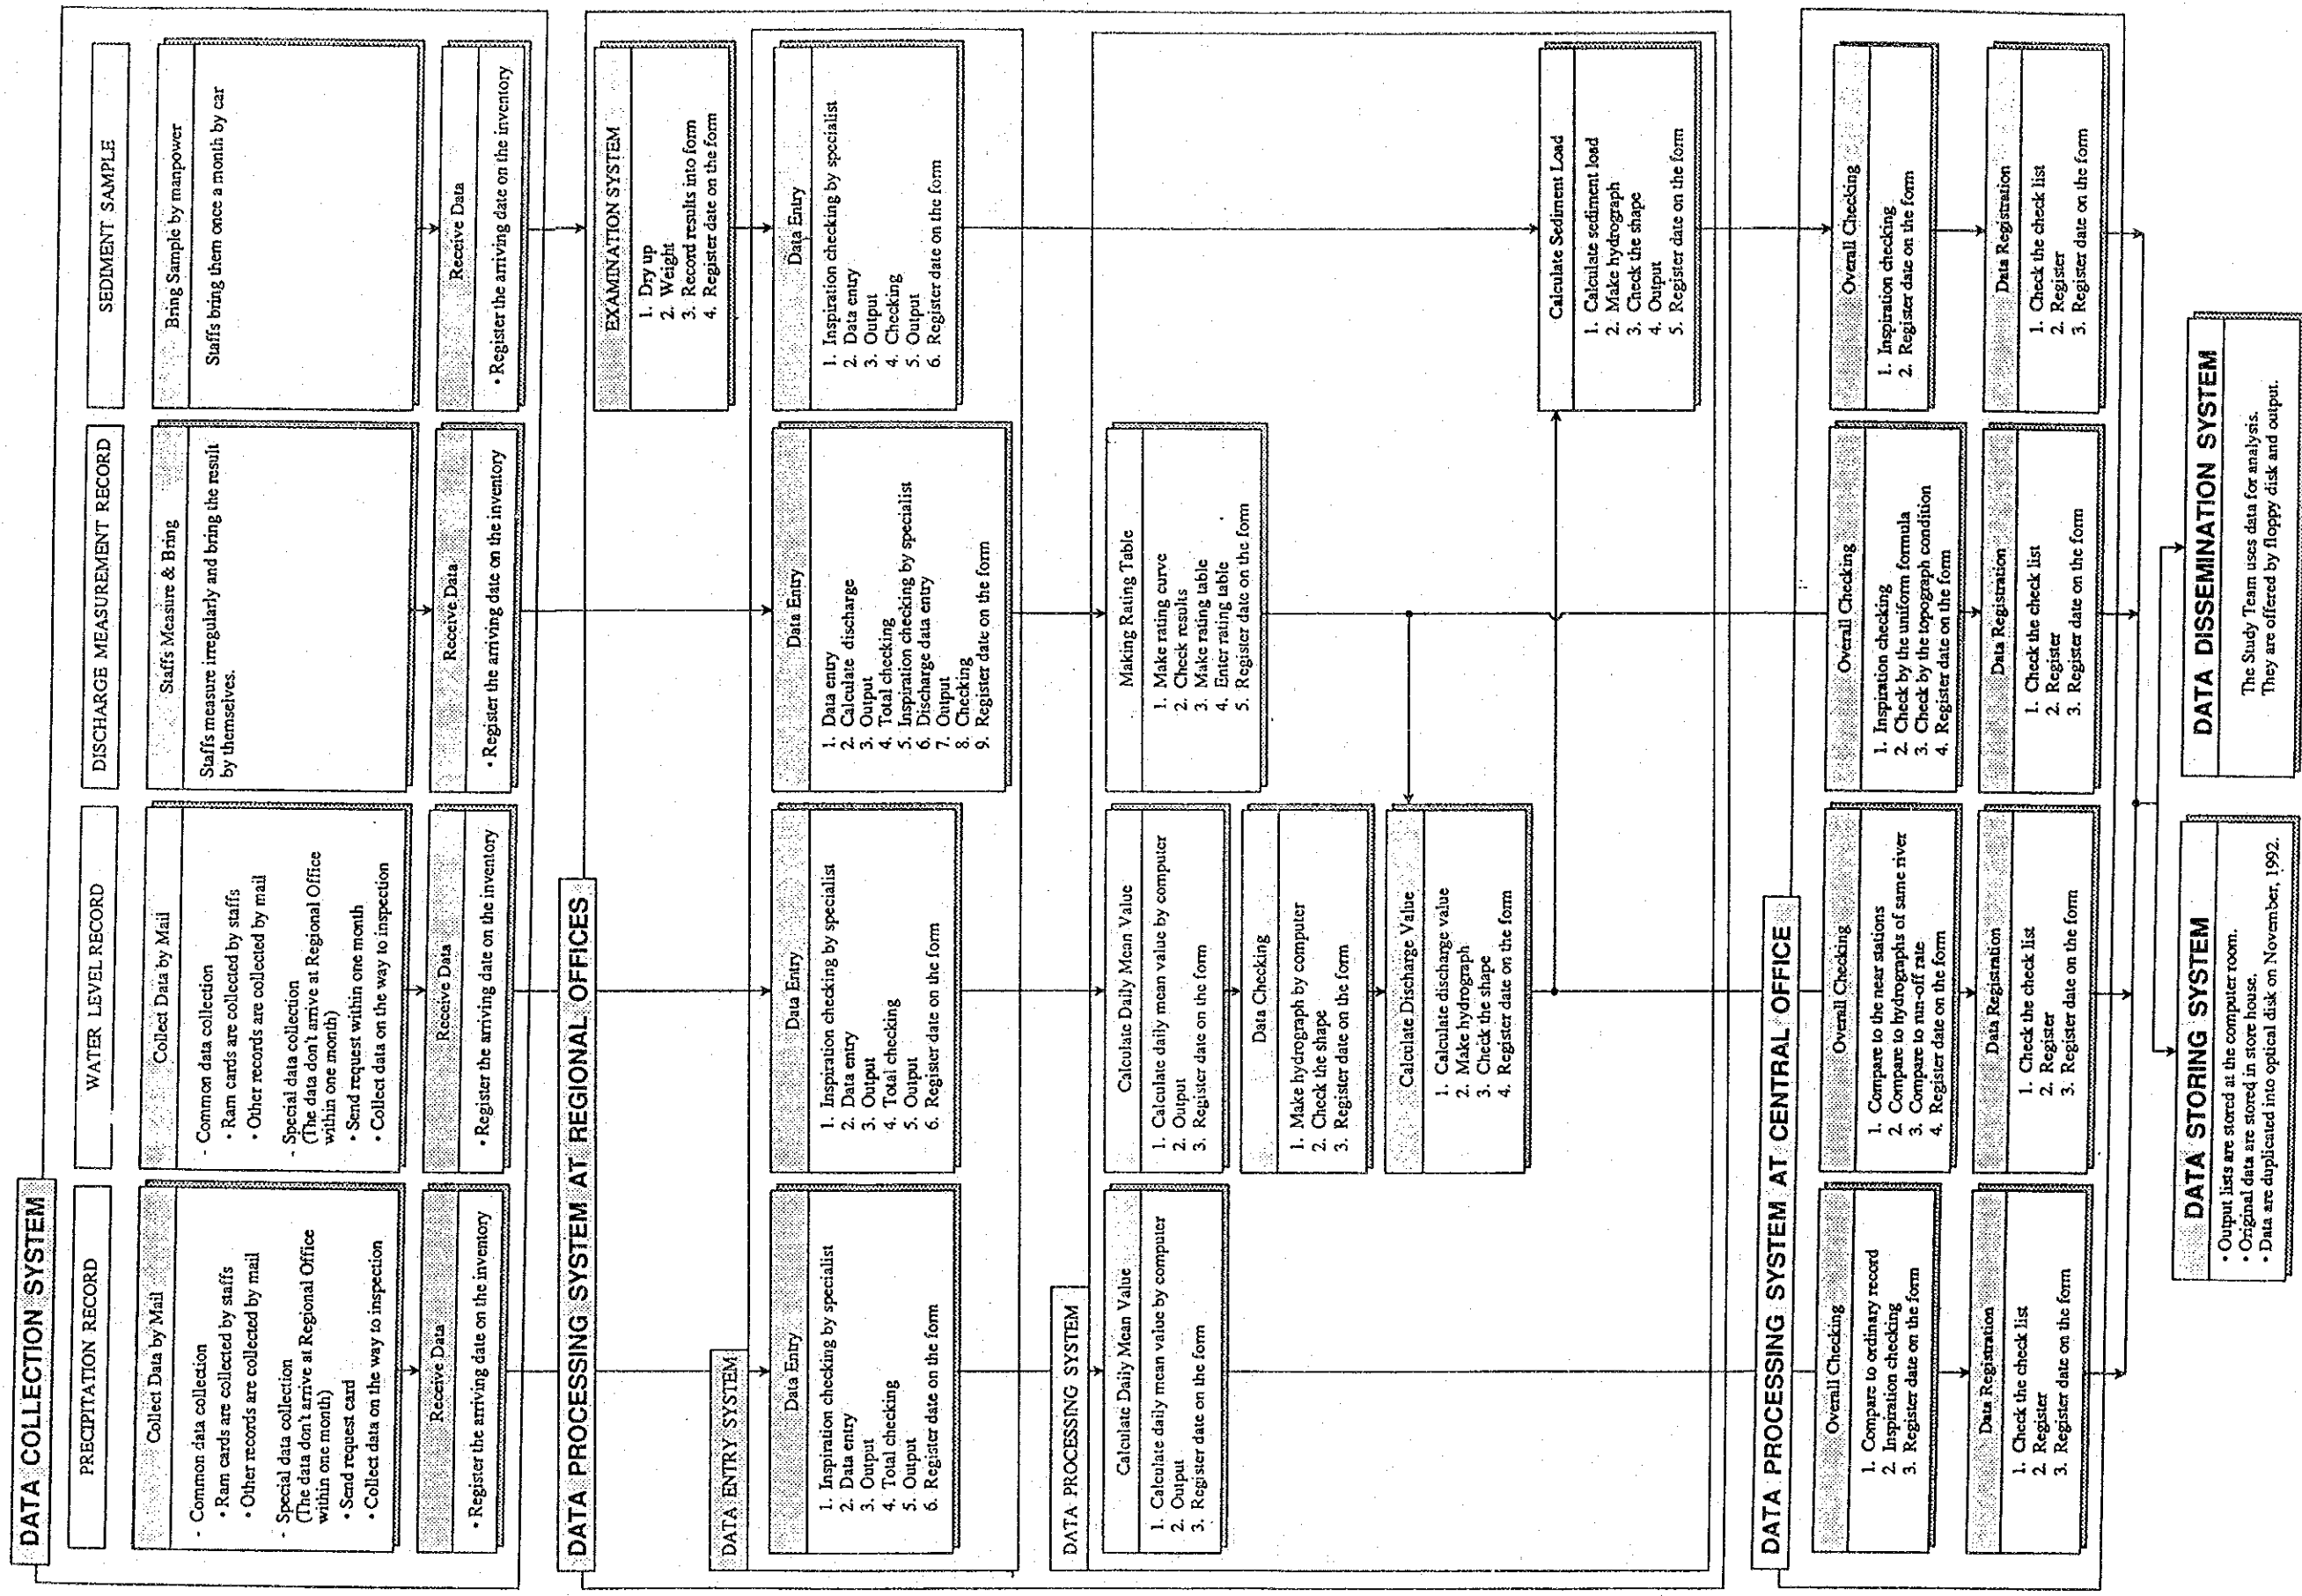 DATA COLLECTION SYSTEM
PRECIPITATION RECORD
WATER LEVEL RECORD
DISCHARGE MEASUREMENT RECORD
SEDIMENT SAMPLE
Collect Data by Mail
- Common data collection
• Ram cards are collected by staffs
• Other records are collected by mail
- Special data collection
(The data don't arrive at Regional Office
within one month)
• Send request card
• Collect data on the way to inspection
Collect Data by Mail
- Common data collection
• Ram cards are collected by staffs
• Other records are collected by mail
- Special data collection
(The data don't arrive at Regional Office
within one month)
• Send request within one month
• Collect data on the way to inspection
Staffs Measure & Bring
Staffs measure irregularly and bring the result
by themselves.
Bring Sample by manpower
Staffs bring them once a month by car
Receive Data
• Register the arriving date on the inventory
Receive Data
• Register the arriving date on the inventory
Receive Data
• Register the arriving date on the inventory
Receive Data
• Register the arriving date on the inventory
DATA PROCESSING SYSTEM AT REGIONAL OFFICES
EXAMINATION SYSTEM
1. Dry up
2. Weight
3. Record results into form
4. Register date on the form
DATA ENTRY SYSTEM
Data Entry
1. Inspiration checking by specialist
2. Data entry
3. Output
4. Total checking
5. Output
6. Register date on the form
Data Entry
1. Inspiration checking by specialist
2. Data entry
3. Output
4. Total checking
5. Output
6. Register date on the form
Data Entry
1. Data entry
2. Calculate discharge
3. Output
4. Total checking
5. Inspiration checking by specialist
6. Discharge data entry
7. Output
8. Checking
9. Register date on the form
Data Entry
1. Inspiration checking by specialist
2. Data entry
3. Output
4. Checking
5. Output
6. Register date on the form
DATA PROCESSING SYSTEM
Calculate Daily Mean Value
1. Calculate daily mean value by computer
2. Output
3. Register date on the form
Calculate Daily Mean Value
1. Calculate daily mean value by computer
2. Output
3. Register date on the form
Making Rating Table
1. Make rating curve
2. Check results
3. Make rating table
4. Enter rating table
5. Register date on the form
Data Checking
1. Make hydrograph by computer
2. Check the shape
3. Register date on the form
Calculate Discharge Value
1. Calculate discharge value
2. Make hydrograph
3. Check the shape
4. Register date on the form
Calculate Sediment Load
1. Calculate sediment load
2. Make hydrograph
3. Check the shape
4. Output
5. Register date on the form
DATA PROCESSING SYSTEM AT CENTRAL OFFICE
Overall Checking
1. Compare to ordinary record
2. Inspiration checking
3. Register date on the form
Overall Checking
1. Compare to the near stations
2. Compare to hydrographs of same river
3. Compare to run-off rate
4. Register date on the form
Overall Checking
1. Inspiration checking
2. Check by the uniform formula
3. Check by the topograph condition
4. Register date on the form
Overall Checking
1. Inspiration checking
2. Register date on the form
Data Registration
1. Check the check list
2. Register
3. Register date on the form
Data Registration
1. Check the check list
2. Register
3. Register date on the form
Data Registration
1. Check the check list
2. Register
3. Register date on the form
Data Registration
1. Check the check list
2. Register
3. Register date on the form
DATA STORING SYSTEM
• Output lists are stored at the computer room.
• Original data are stored in store house.
• Data are duplicated into optical disk on November, 1992.
DATA DISSEMINATION SYSTEM
The Study Team uses data for analysis.
They are offered by floppy disk and output.